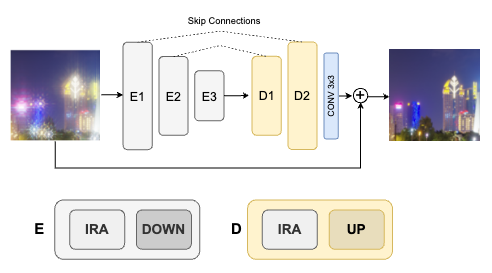 Skip Connections
E1
E2
E3
D1
D2
CONV 3x3
+
E
IRA
DOWN
D
IRA
UP